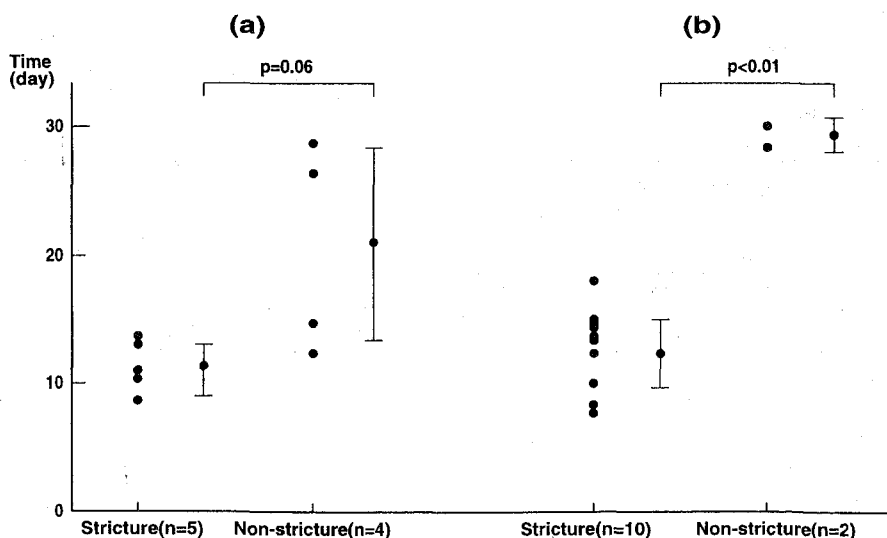 (a)
(b)
Time
(day)
p=0.06
p<0.01
30
20
10
0
Stricture(n=5)
Non-stricture(n=4)
Stricture(n=10)
Non-stricture(n=2)